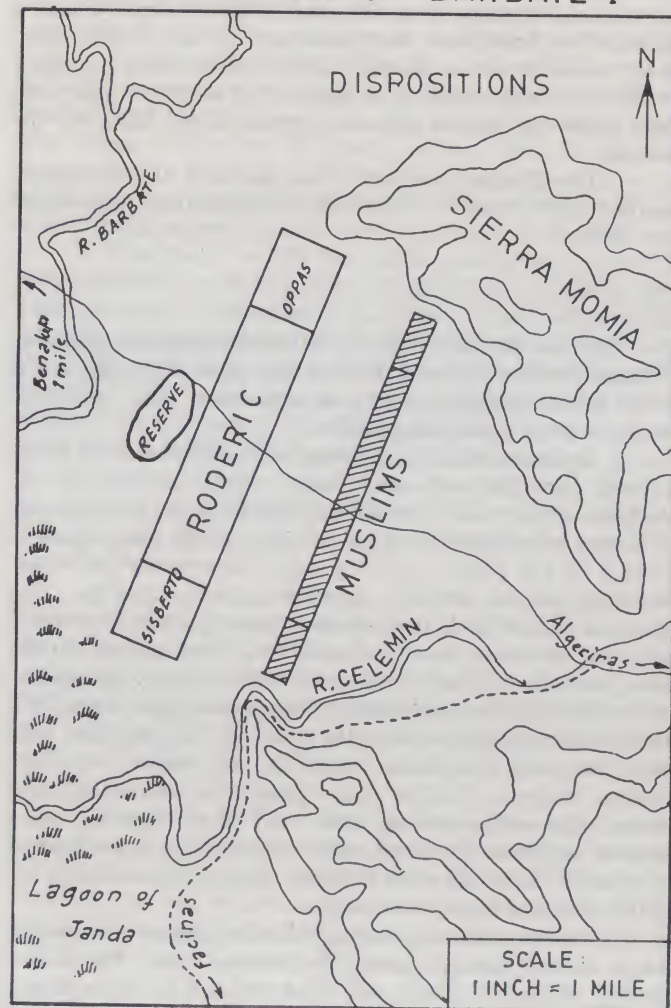 BARBATE :
DISPOSITIONS
N
R. BARBATE
SIERRA MOMIA
OPPAS
Benalup
1 mile
RESERVE
RODERIC
MUSLIMS
SISBERTO
R. CELEMIN
Algeciras
Lagoon of
Janda
facinas
SCALE :
1 INCH = 1 MILE